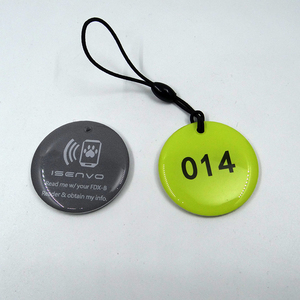 ISENVO
Read me w/ your FDX-B
Reader & obtain my Info.
014